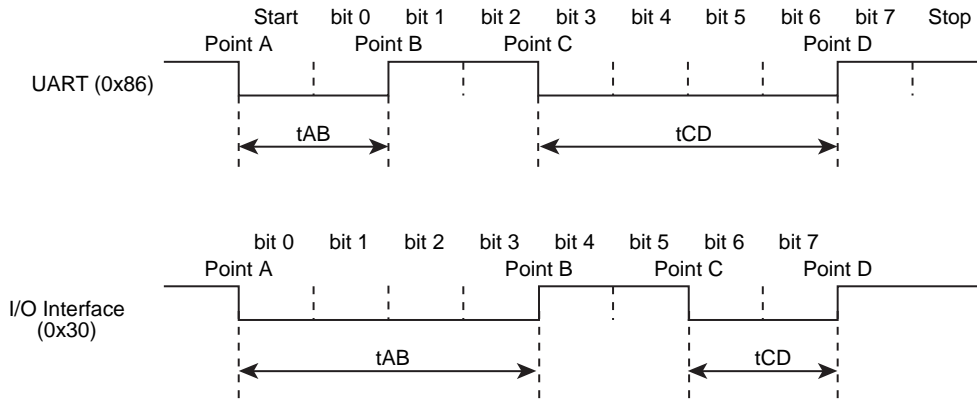 Start bit 0 bit 1 bit 2 bit 3 bit 4 bit 5 bit 6 bit 7 Stop
Point A Point B Point C Point D
UART (0x86)
tAB tCD
bit 0 bit 1 bit 2 bit 3 bit 4 bit 5 bit 6 bit 7
Point A Point B Point C Point D
I/O Interface
(0x30)
tAB tCD